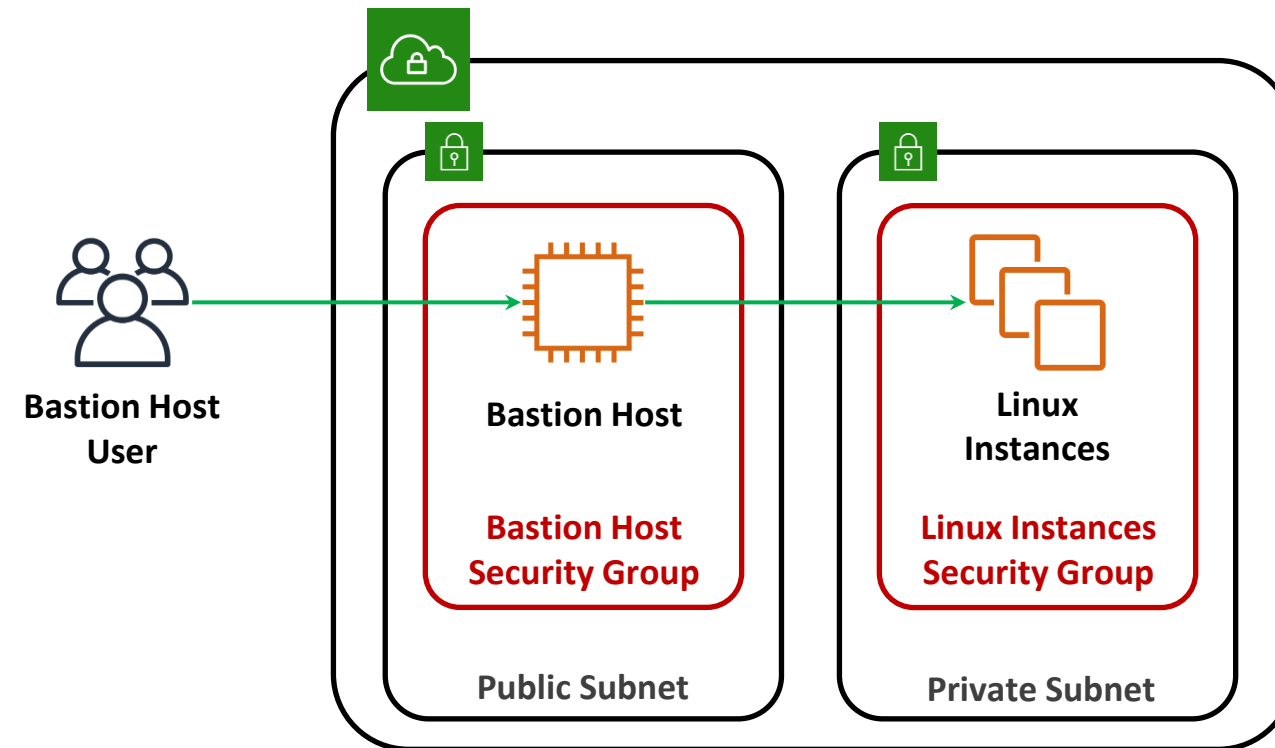 Bastion Host
User
Bastion Host
Bastion Host
Security Group
Public Subnet
Linux
Instances
Linux Instances
Security Group
Private Subnet